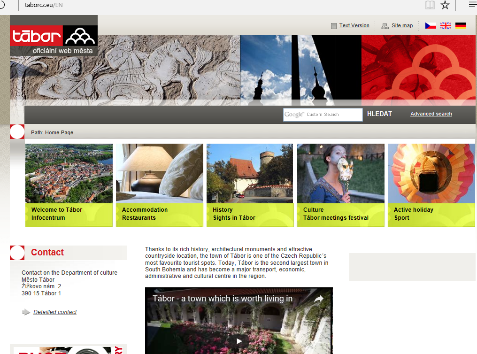 taborcz.eu/EN
Text Version
Site map
tábor
oficiální web města
Custom Search
HLEDAT
Advanced search
Path: Home Page
Welcome to Tábor
Infocentrum
Accommodation
Restaurants
History
Sights in Tábor
Culture
Tábor meetings festival
Active holiday
Sport
Contact
Contact on the Department of culture
Město Tábor
Žižkovo nám. 2
390 15 Tábor 1
Detailed contact
Thanks to its rich history, architectural monuments and attractive
countryside location, the town of Tábor is one of the Czech Republic's
most favourite tourist spots. Today, Tábor is the second largest town in
South Bohemia and has become a major transport, economic,
administrative and cultural centre in the region.
Tábor - a town which is worth living in